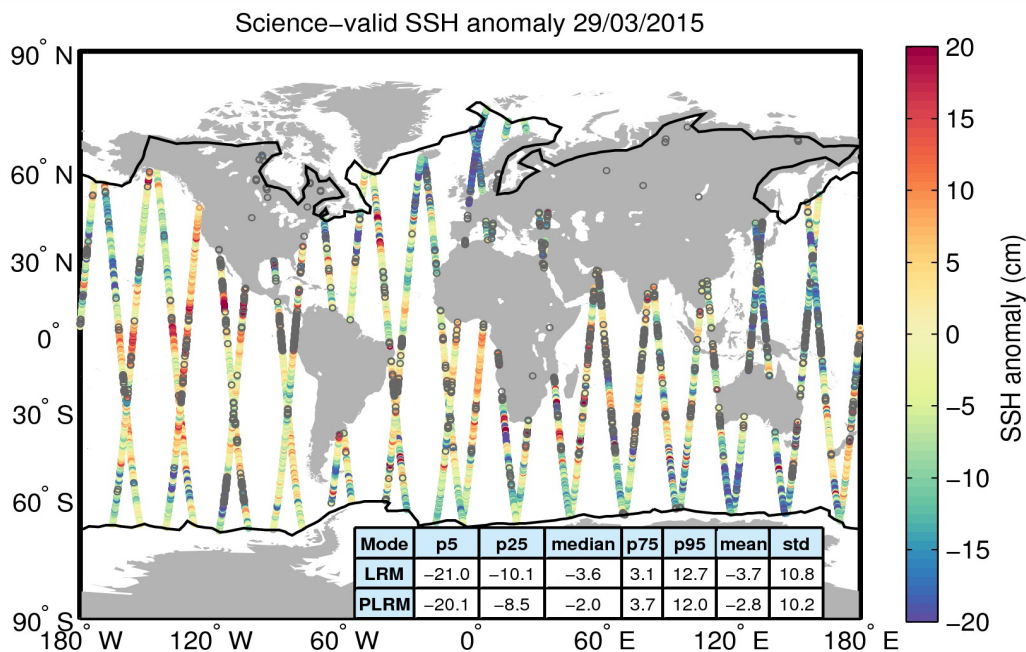 Science−valid SSH anomaly 29/03/2015
90° N
60° N
30° N
0°
30° S
60° S
90° S
180° W 120° W 60° W 0° 60° E 120° E 180° E
Mode p5 p25 median p75 p95 mean std
LRM −21.0 −10.1 −3.6 3.1 12.7 −3.7 10.8
PLRM −20.1 −8.5 −2.0 3.7 12.0 −2.8 10.2
20
15
10
5
0
−5
−10
−15
−20
SSH anomaly (cm)